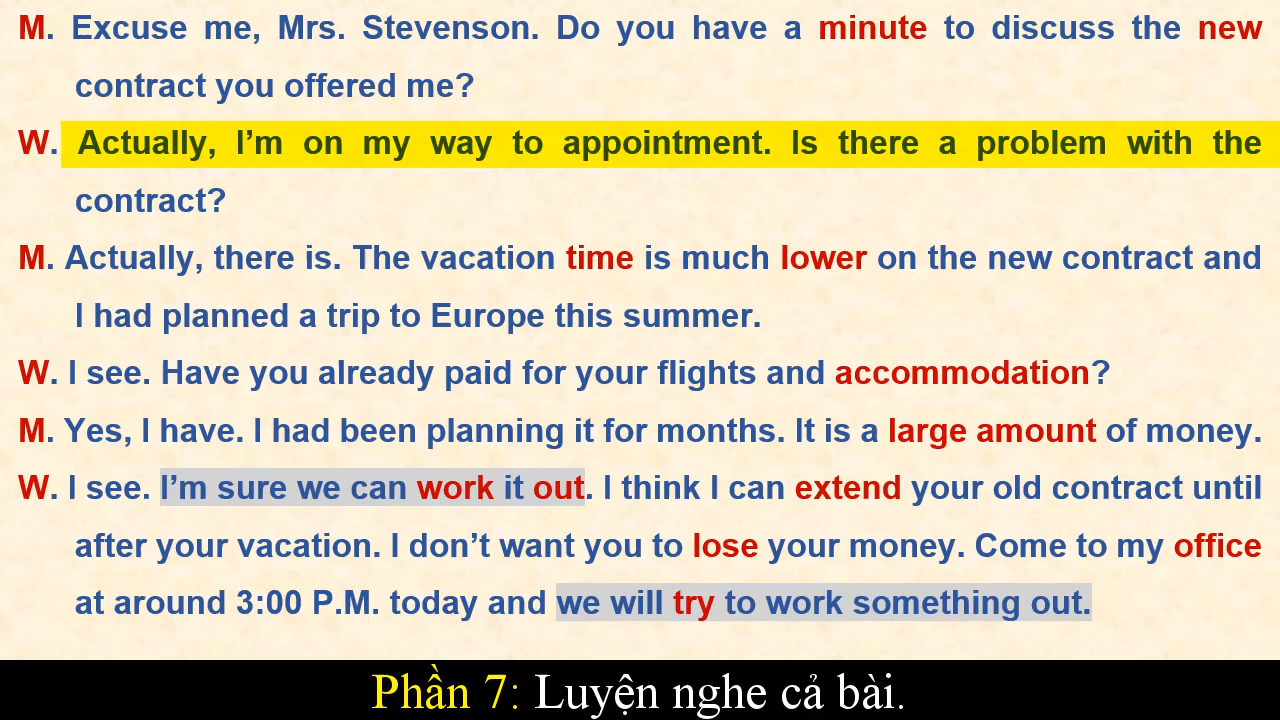 M. Excuse me, Mrs. Stevenson. Do you have a minute to discuss the new
contract you offered me?
W. Actually, I’m on my way to appointment. Is there a problem with the
contract?
M. Actually, there is. The vacation time is much lower on the new contract and
I had planned a trip to Europe this summer.
W. I see. Have you already paid for your flights and accommodation?
M. Yes, I have. I had been planning it for months. It is a large amount of money.
W. I see. I’m sure we can work it out. I think I can extend your old contract until
after your vacation. I don’t want you to lose your money. Come to my office
at around 3:00 P.M. today and we will try to work something out.
Phần 7: Luyện nghe cả bài.